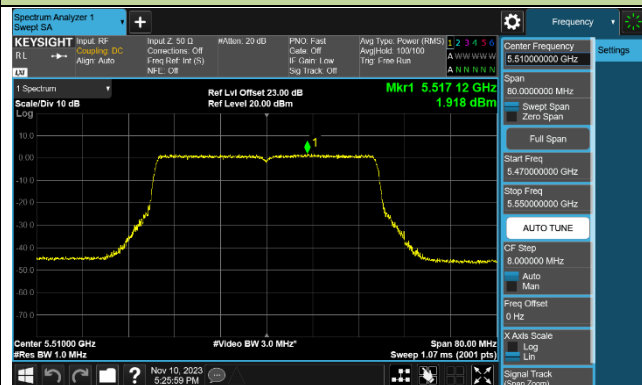 Spectrum Analyzer 1
Swept SA
+
Frequency
KEYSIGHT
RL
LXI
Input: RF
Coupling: DC
Align: Auto
Input Z: 50 Ω
Corrections: Off
Freq Ref: Int (S)
NFE: Off
#Atten: 20 dB
PNO: Fast
Gate: Off
IF Gain: Low
Sig Track: Off
Avg Type: Power (RMS)
Avg|Hold: 100/100
Trig: Free Run
1 2 3 4 5 6
A W W W W W
A N N N N N
1 Spectrum
Scale/Div 10 dB
Log
Ref Lvl Offset 23.00 dB
Ref Level 20.00 dBm
Mkr1 5.517 12 GHz
1.918 dBm
1
10.0
0.00
-10.0
-20.0
-30.0
-40.0
-50.0
-60.0
-70.0
Center 5.51000 GHz
#Res BW 1.0 MHz
#Video BW 3.0 MHz*
Span 80.00 MHz
Sweep 1.07 ms (2001 pts)
Nov 10, 2023
5:25:59 PM
?
Center Frequency
5.510000000 GHz
Span
80.0000000 MHz
Swept Span
Zero Span
Full Span
Start Freq
5.470000000 GHz
Stop Freq
5.550000000 GHz
AUTO TUNE
CF Step
8.000000 MHz
Auto
Man
Freq Offset
0 Hz
X Axis Scale
Log
Lin
Signal Track
(Span Zoom)
Settings